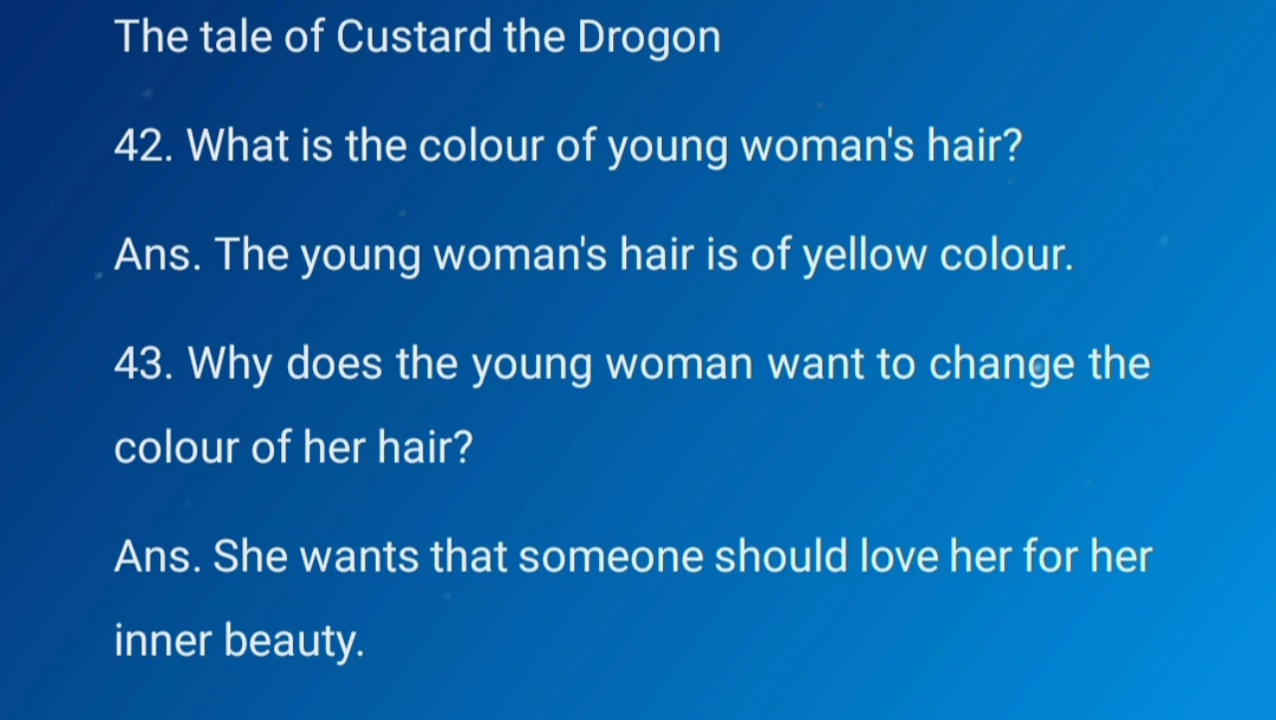 The tale of Custard the Drogon
42. What is the colour of young woman's hair?
Ans. The young woman's hair is of yellow colour.
43. Why does the young woman want to change the
colour of her hair?
Ans. She wants that someone should love her for her
inner beauty.